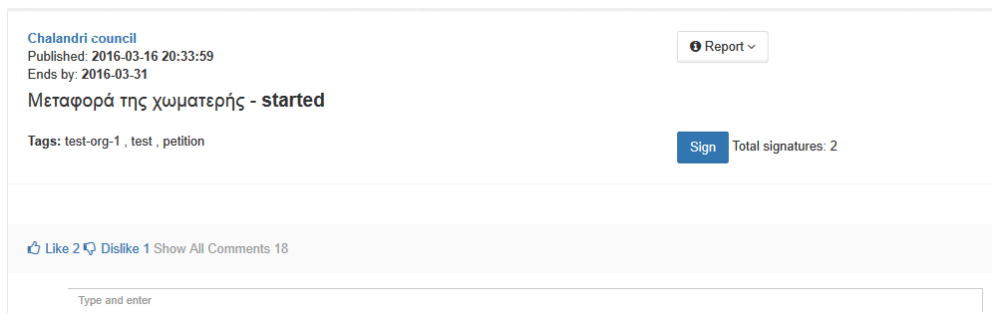 Chalandri council
Published: 2016-03-16 20:33:59
Ends by: 2016-03-31
Report
Μεταφορά της χωματερής - started
Tags: test-org-1 , test , petition
Sign Total signatures: 2
Like 2 Dislike 1 Show All Comments 18
Type and enter